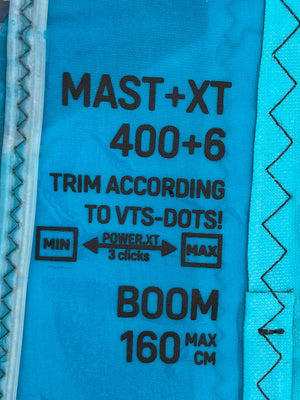 MAST+XT
400+6
TRIM ACCORDING
TO VTS-DOTS!
MIN POWER.XT MAX
3 clicks
BOOM
160 MAX
CM